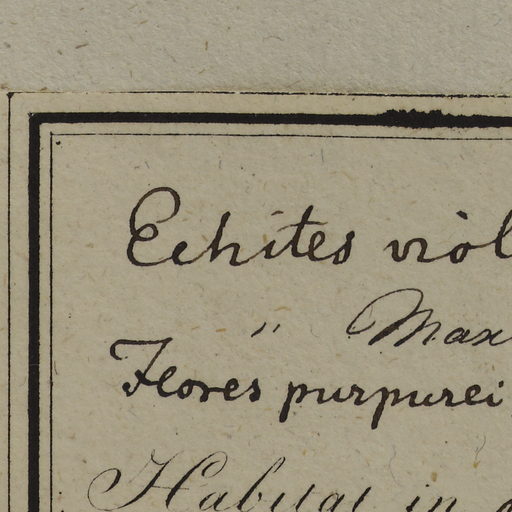 Echites viol
" Max
Flores purpurei
Habitat in